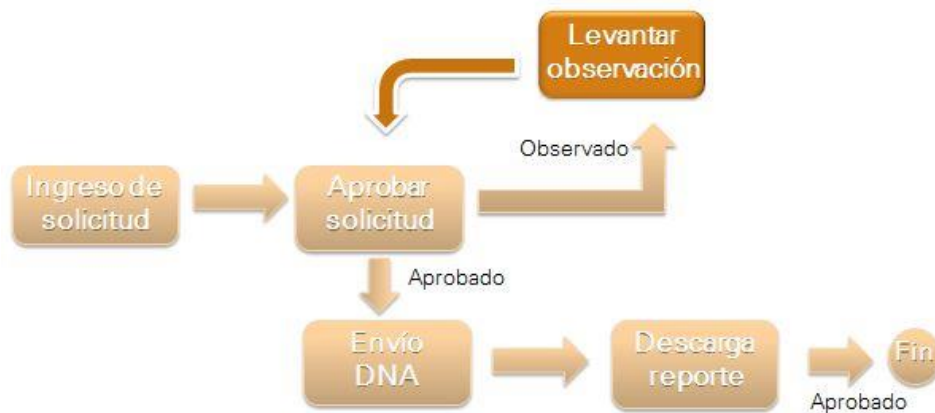 Levantar
observación
Observado
Ingreso de
solicitud
Aprobar
solicitud
Aprobado
Envío
DNA
Descarga
reporte
Fin
Aprobado